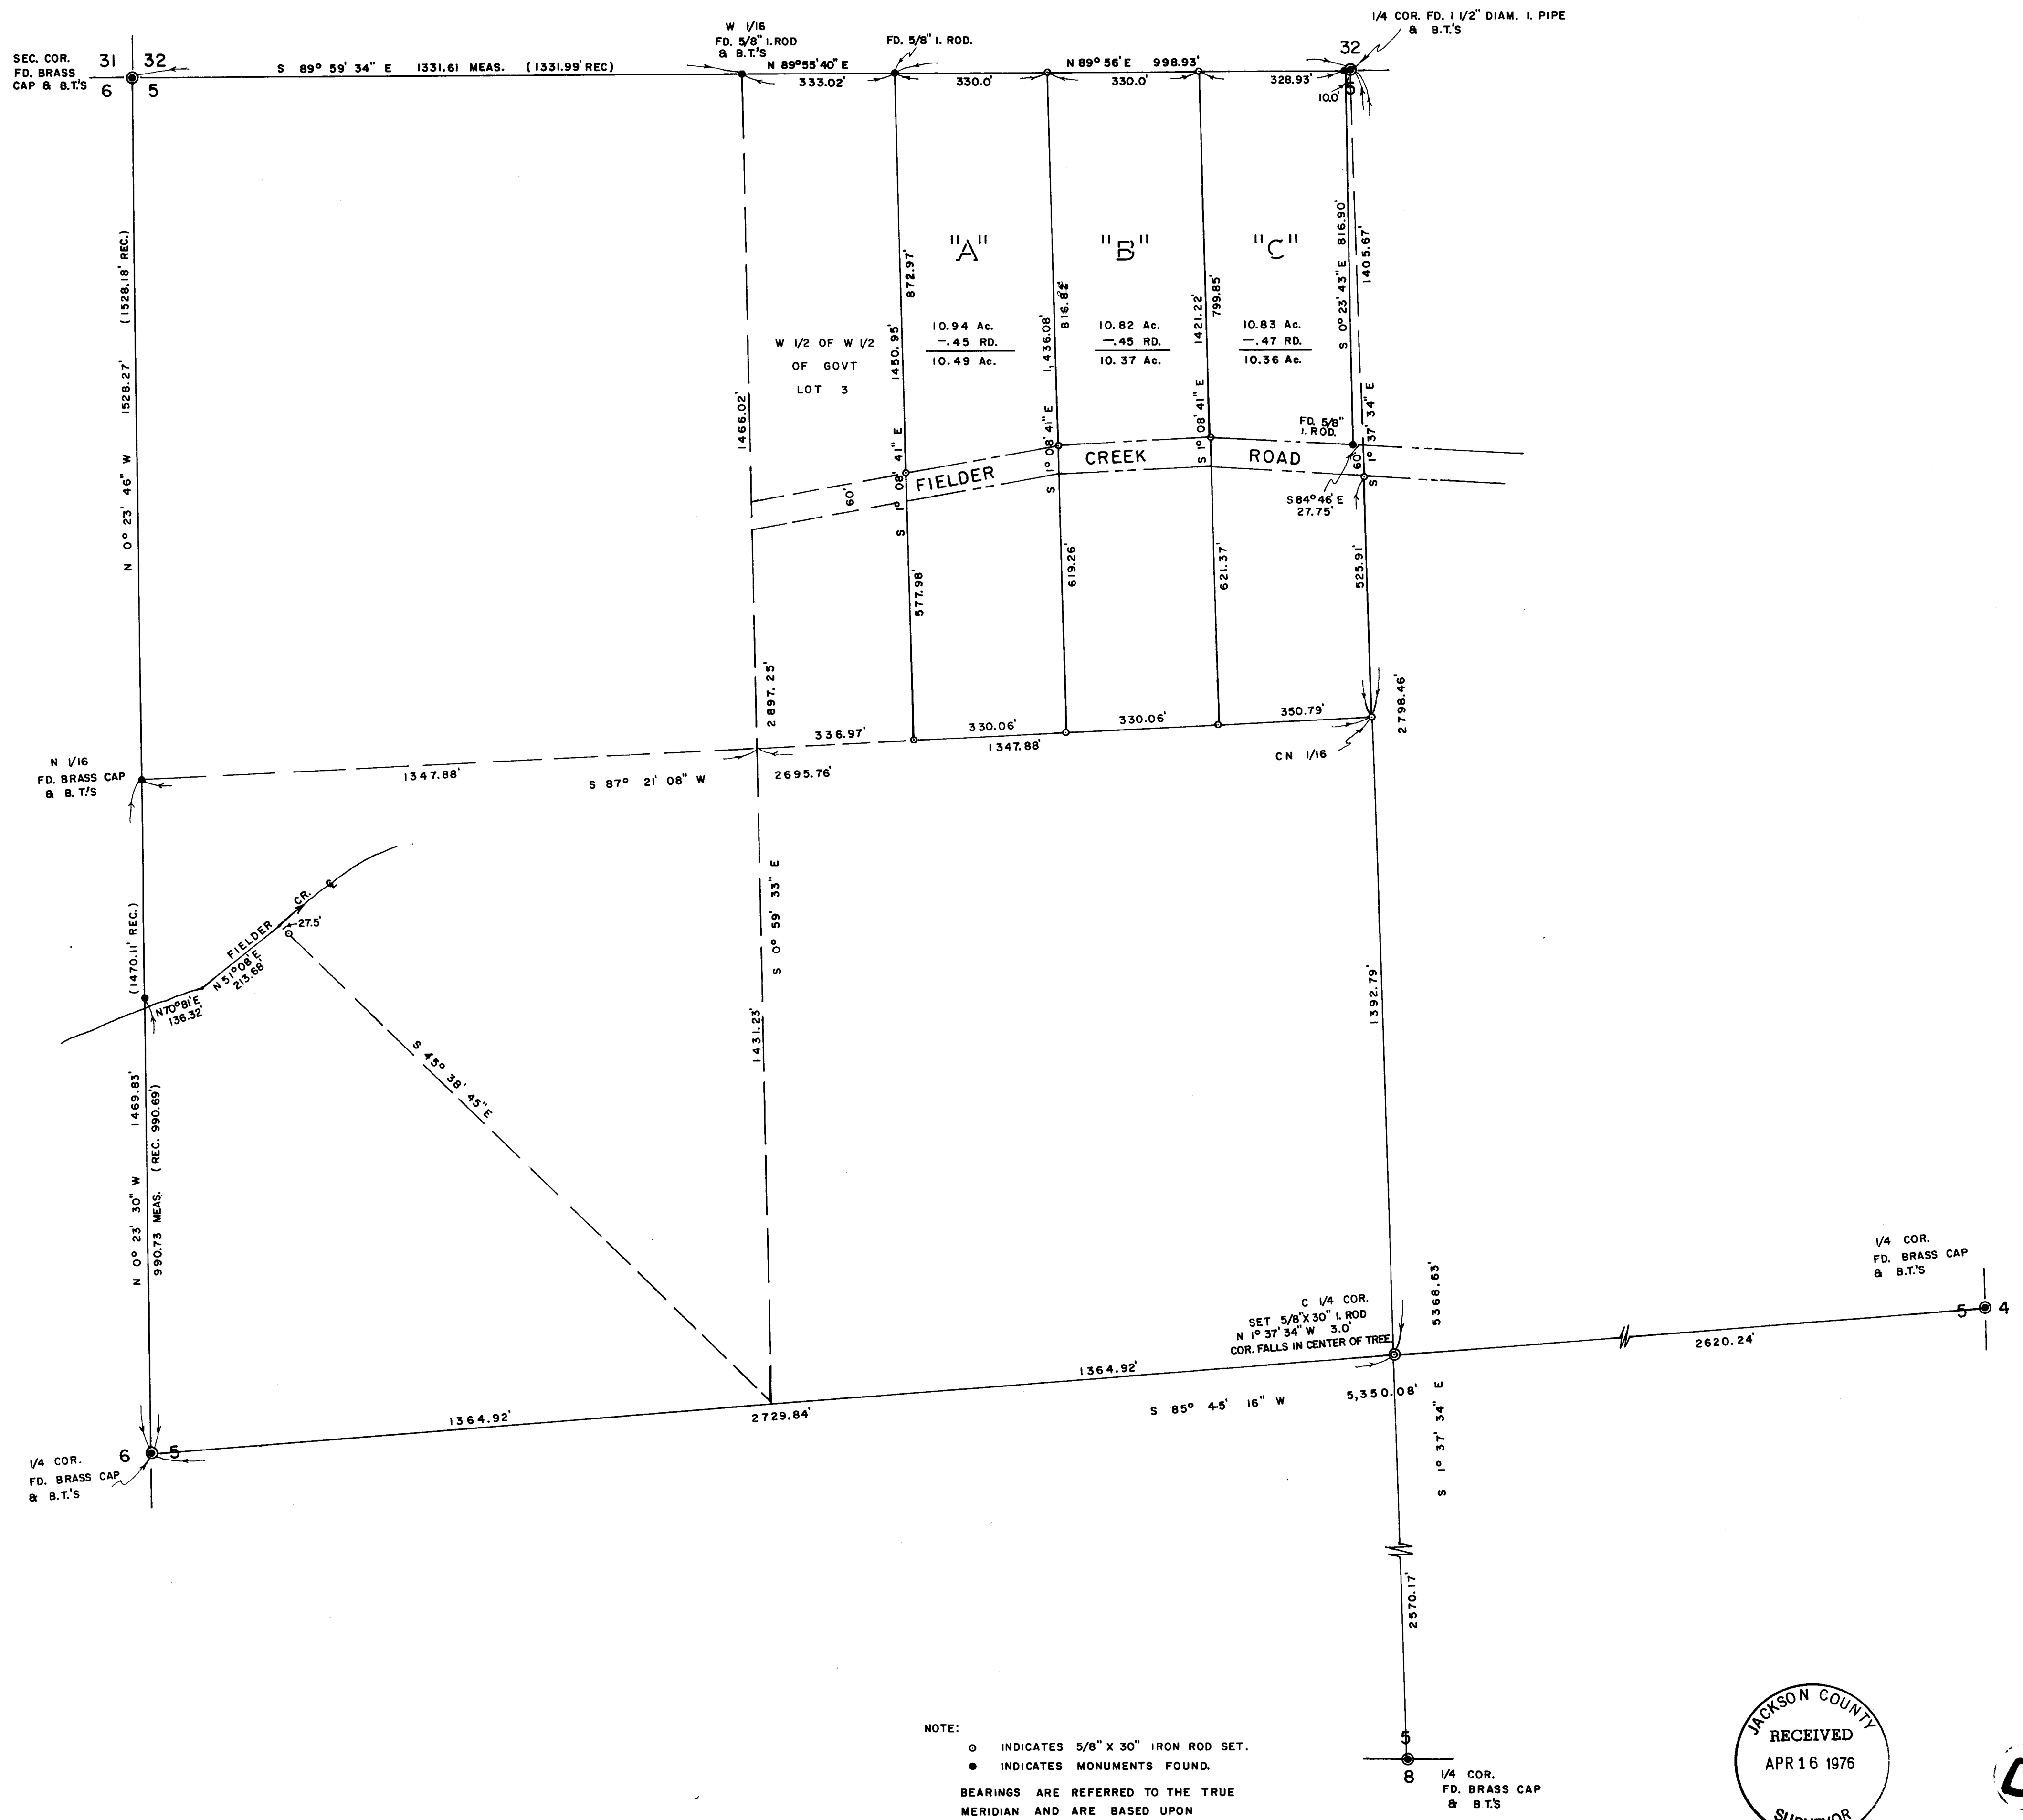 1/4 COR. FD. 1 1/2" DIAM. I. PIPE
& B.T.'S
W 1/16
FD. 5/8" I.ROD
& B.T.'S
FD. 5/8" I. ROD.
SEC. COR.
FD. BRASS
CAP & B.T.'S
31 32
6 5
S 89° 59' 34" E 1331.61 MEAS. (1331.99' REC)
N 89°55'40" E
333.02'
330.0'
N 89° 56' E 998.93'
330.0'
328.93'
32
5
10.0'
(1528.18' REC.)
1528.27'
N 0° 23' 46" W
1466.02'
W 1/2 OF W 1/2
OF GOVT
LOT 3
872.97'
1450.95'
S 1° 08' 41" E
"A"
10.94 Ac.
-.45 RD.
10.49 Ac.
1,436.08'
S 1° 08' 41" E
"B"
10.82 Ac.
-.45 RD.
10.37 Ac.
799.85'
1421.22'
S 1° 08' 41" E
"C"
10.83 Ac.
-.47 RD.
10.36 Ac.
S 0° 23' 43" E 816.90'
1405.67'
S 1° 37' 34" E
FD. 5/8"
I. ROD.
60'
FIELDER CREEK ROAD
60'
S 84°46' E
27.75'
577.98'
619.26'
621.37'
525.91'
2897.25'
336.97'
330.06'
330.06'
350.79'
1347.88'
2798.46'
CN 1/16
N 1/16
FD. BRASS CAP
& B.T.'S
1347.88'
S 87° 21' 08" W
2695.76'
FIELDER CR. ℄
27.5'
N 51°08' E
213.68'
N70°81'E
136.32'
(1470.11' REC.)
S 0° 59' 33" E
1431.23'
S 45° 38' 45" E
1392.79'
1469.83'
N 0° 23' 30" W
990.73 MEAS. (REC. 990.69')
1/4 COR.
FD. BRASS CAP
& B.T.'S
5 4
C 1/4 COR.
SET 5/8"X30" I. ROD
N 1° 37' 34" W 3.0'
COR. FALLS IN CENTER OF TREE.
5368.63'
2620.24'
1364.92'
S 85° 45' 16" W
5,350.08'
1364.92'
2729.84'
6 5
1/4 COR.
FD. BRASS CAP
& B.T.'S
S 1° 37' 34" E
2570.17'
5
8
1/4 COR.
FD. BRASS CAP
& B.T.'S
NOTE:
INDICATES 5/8" X 30" IRON ROD SET.
INDICATES MONUMENTS FOUND.
BEARINGS ARE REFERRED TO THE TRUE
MERIDIAN AND ARE BASED UPON
JACKSON COUNTY
RECEIVED
APR 16 1976
SURVEYOR